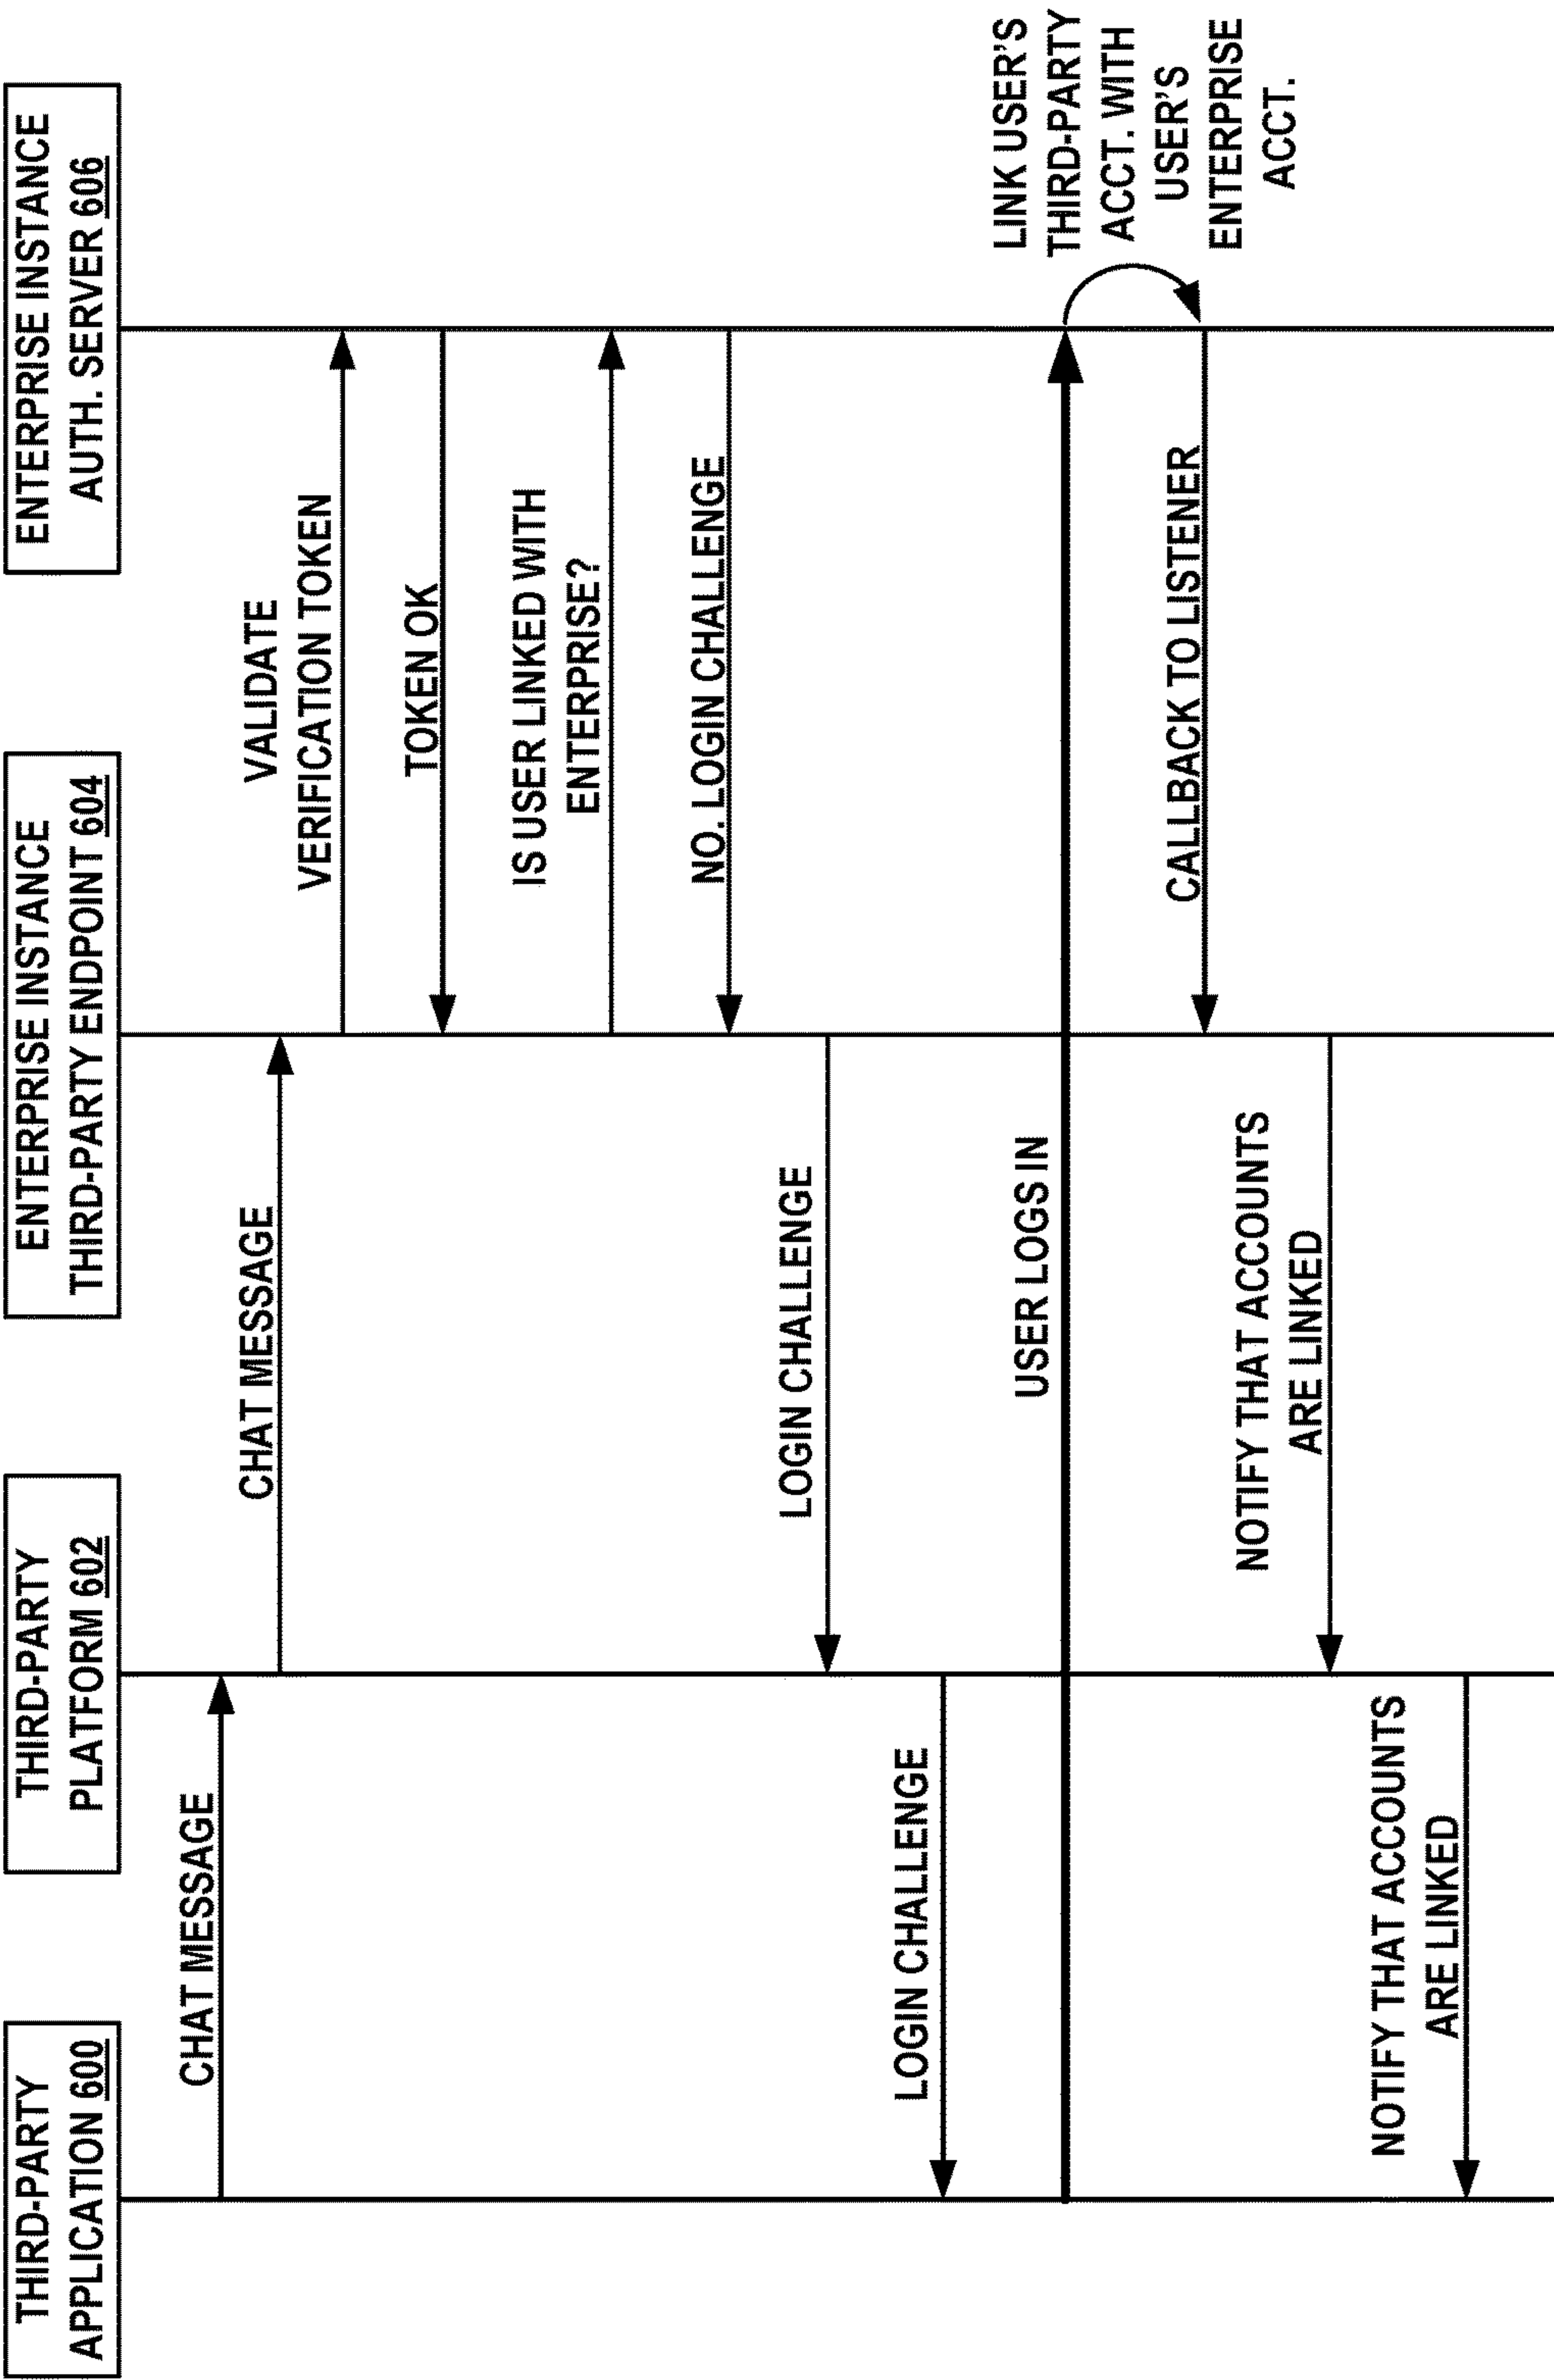 THIRD-PARTY
APPLICATION 600
THIRD-PARTY
PLATFORM 602
ENTERPRISE INSTANCE
THIRD-PARTY ENDPOINT 604
ENTERPRISE INSTANCE
AUTH. SERVER 606
CHAT MESSAGE
CHAT MESSAGE
VALIDATE
VERIFICATION TOKEN
TOKEN OK
IS USER LINKED WITH
ENTERPRISE?
NO. LOGIN CHALLENGE
LOGIN CHALLENGE
LOGIN CHALLENGE
USER LOGS IN
LINK USER'S
THIRD-PARTY
ACCT. WITH
USER'S
ENTERPRISE
ACCT.
CALLBACK TO LISTENER
NOTIFY THAT ACCOUNTS
ARE LINKED
NOTIFY THAT ACCOUNTS
ARE LINKED